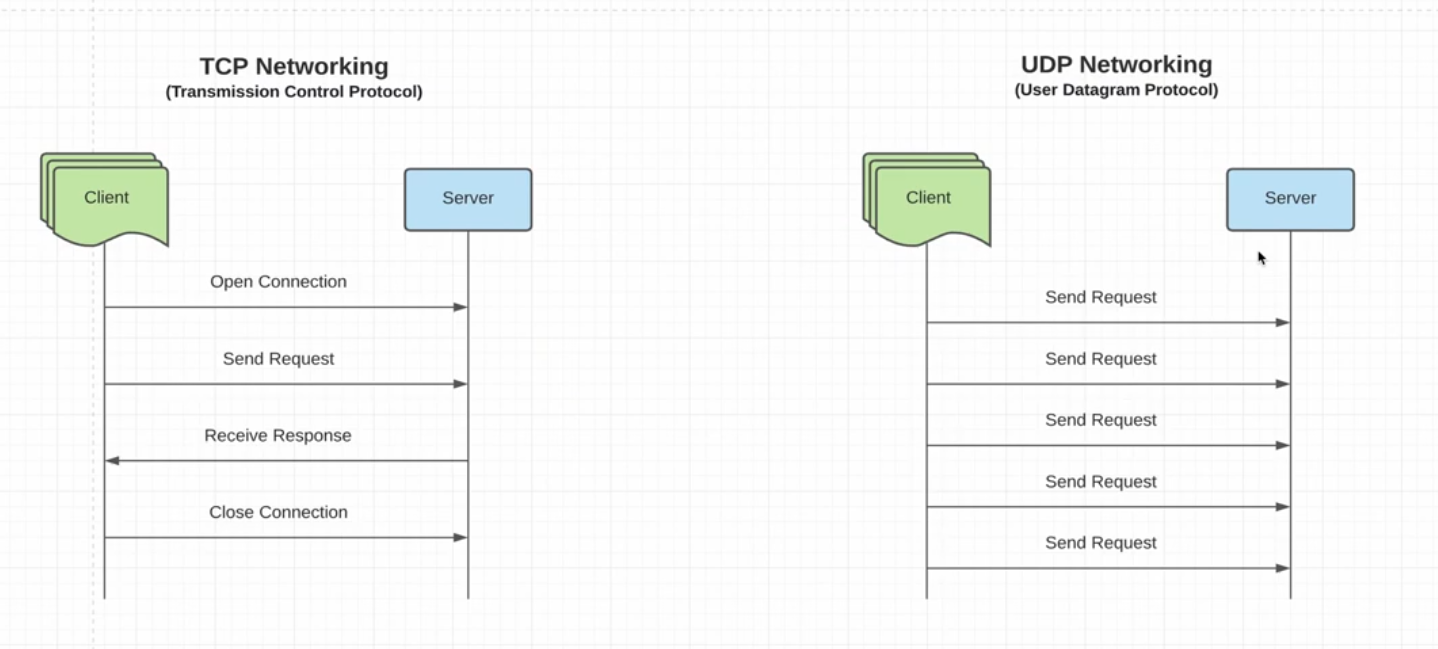 TCP Networking
(Transmission Control Protocol)
Client
Server
Open Connection
Send Request
Receive Response
Close Connection
UDP Networking
(User Datagram Protocol)
Client
Server
Send Request
Send Request
Send Request
Send Request
Send Request